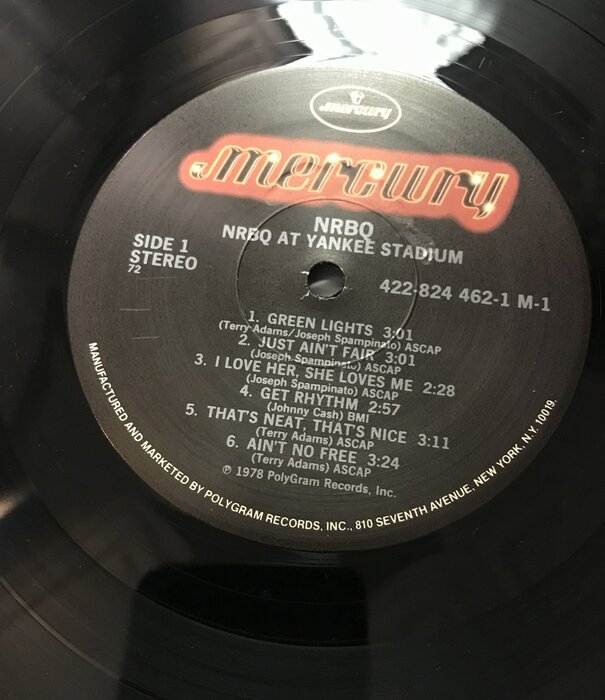 mercury
mercury
NRBQ
NRBQ AT YANKEE STADIUM
SIDE 1
STEREO
72
422-824 462-1 M-1
1. GREEN LIGHTS 3:01
(Terry Adams/Joseph Spampinato) ASCAP
2. JUST AIN'T FAIR 3:01
(Joseph Spampinato) ASCAP
3. I LOVE HER, SHE LOVES ME 2:28
(Joseph Spampinato) ASCAP
4. GET RHYTHM 2:57
(Johnny Cash) BMI
5. THAT'S NEAT, THAT'S NICE 3:11
(Terry Adams) ASCAP
6. AIN'T NO FREE 3:24
(Terry Adams) ASCAP
℗ 1978 PolyGram Records, Inc.
MANUFACTURED AND MARKETED BY POLYGRAM RECORDS, INC., 810 SEVENTH AVENUE, NEW YORK, N.Y. 10019.